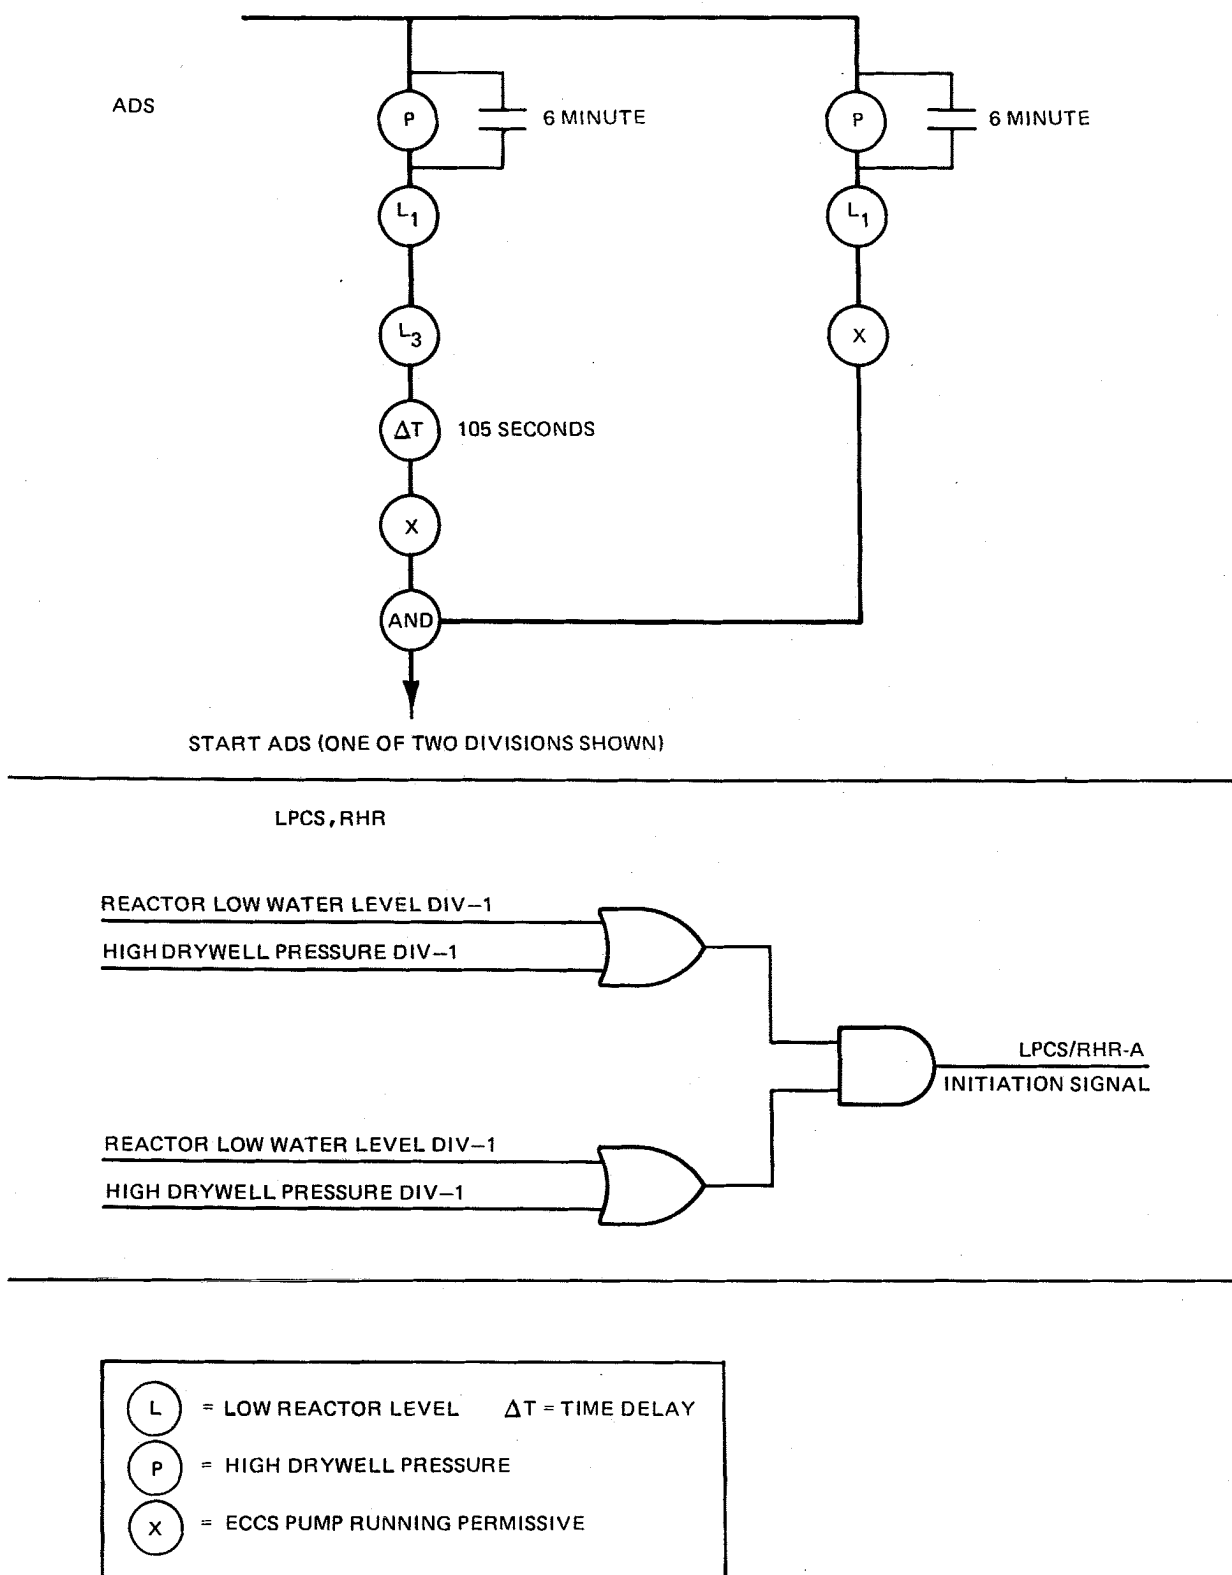 ADS
P
6 MINUTE
P
6 MINUTE
L1
L1
L3
X
ΔT
105 SECONDS
X
AND
START ADS (ONE OF TWO DIVISIONS SHOWN)
LPCS, RHR
REACTOR LOW WATER LEVEL DIV–1
HIGH DRYWELL PRESSURE DIV–1
LPCS/RHR-A
INITIATION SIGNAL
REACTOR LOW WATER LEVEL DIV–1
HIGH DRYWELL PRESSURE DIV–1
L = LOW REACTOR LEVEL ΔT = TIME DELAY
P = HIGH DRYWELL PRESSURE
X = ECCS PUMP RUNNING PERMISSIVE